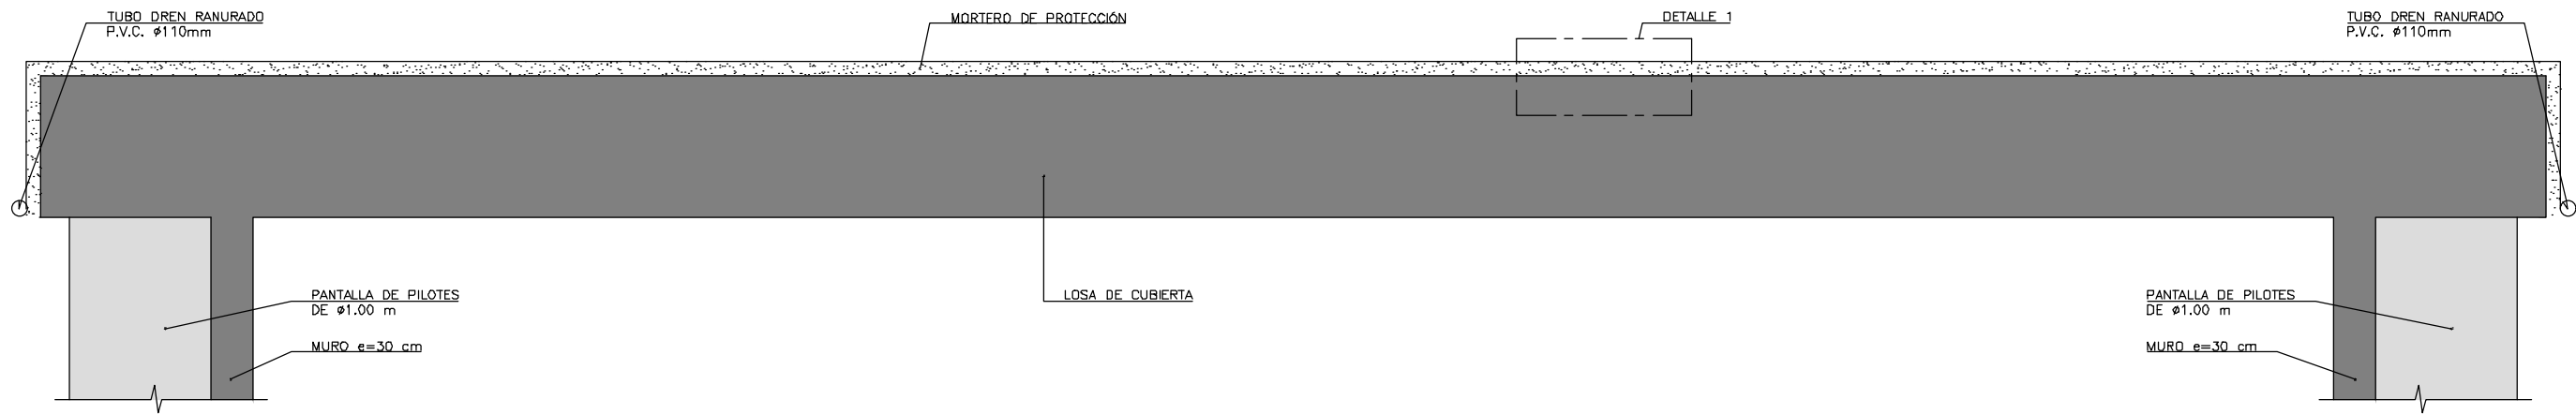 TUBO DREN RANURADO
P.V.C. ø110mm
MORTERO DE PROTECCIÓN
DETALLE 1
TUBO DREN RANURADO
P.V.C. ø110mm
PANTALLA DE PILOTES
DE ø1.00 m
MURO e=30 cm
LOSA DE CUBIERTA
PANTALLA DE PILOTES
DE ø1.00 m
MURO e=30 cm